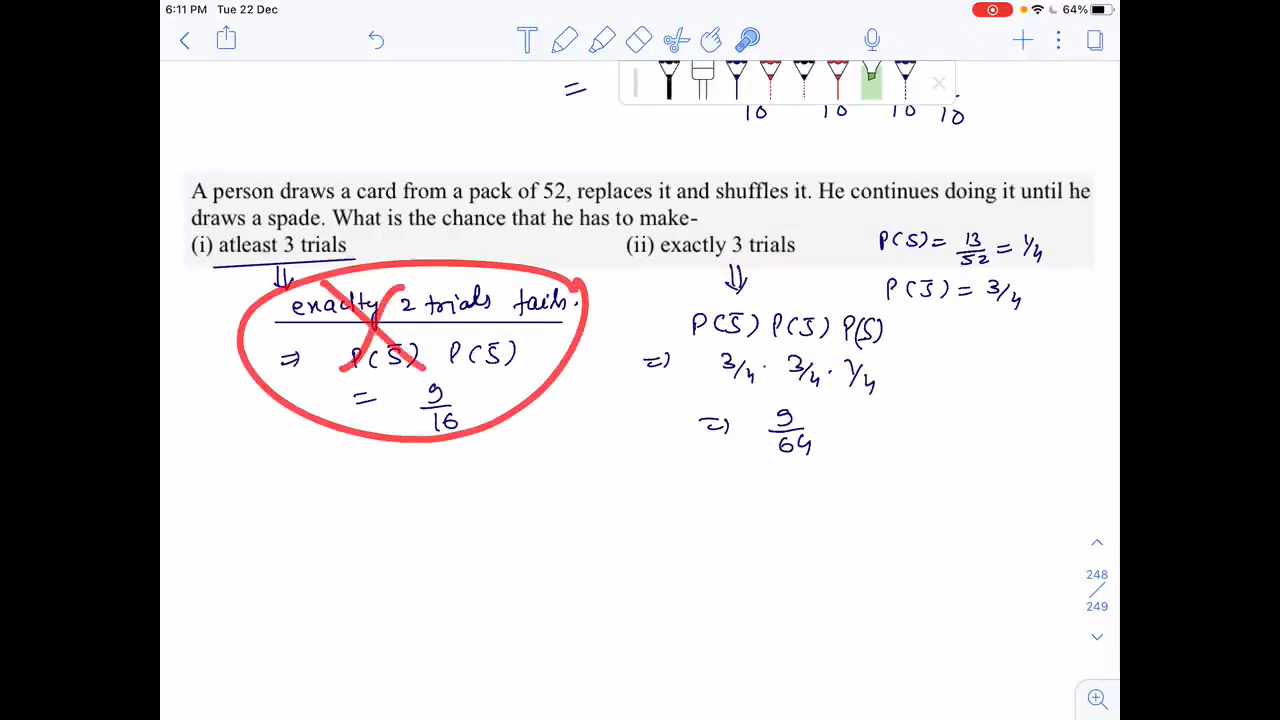 6:11 PM Tue 22 Dec
64%
T
=
10 10 10 10
A person draws a card from a pack of 52, replaces it and shuffles it. He continues doing it until he
draws a spade. What is the chance that he has to make-
(i) atleast 3 trials (ii) exactly 3 trials
P(S) = 13/52 = 1/4
P(S̄) = 3/4
⇓
exaclty 2 trials fails.
⇒ P(S̄) P(S̄)
= 9/16
⇓
P(S̄) P(S̄) P(S)
⇒ 3/4 · 3/4 · 1/4
⇒ 9/64
248
/
249